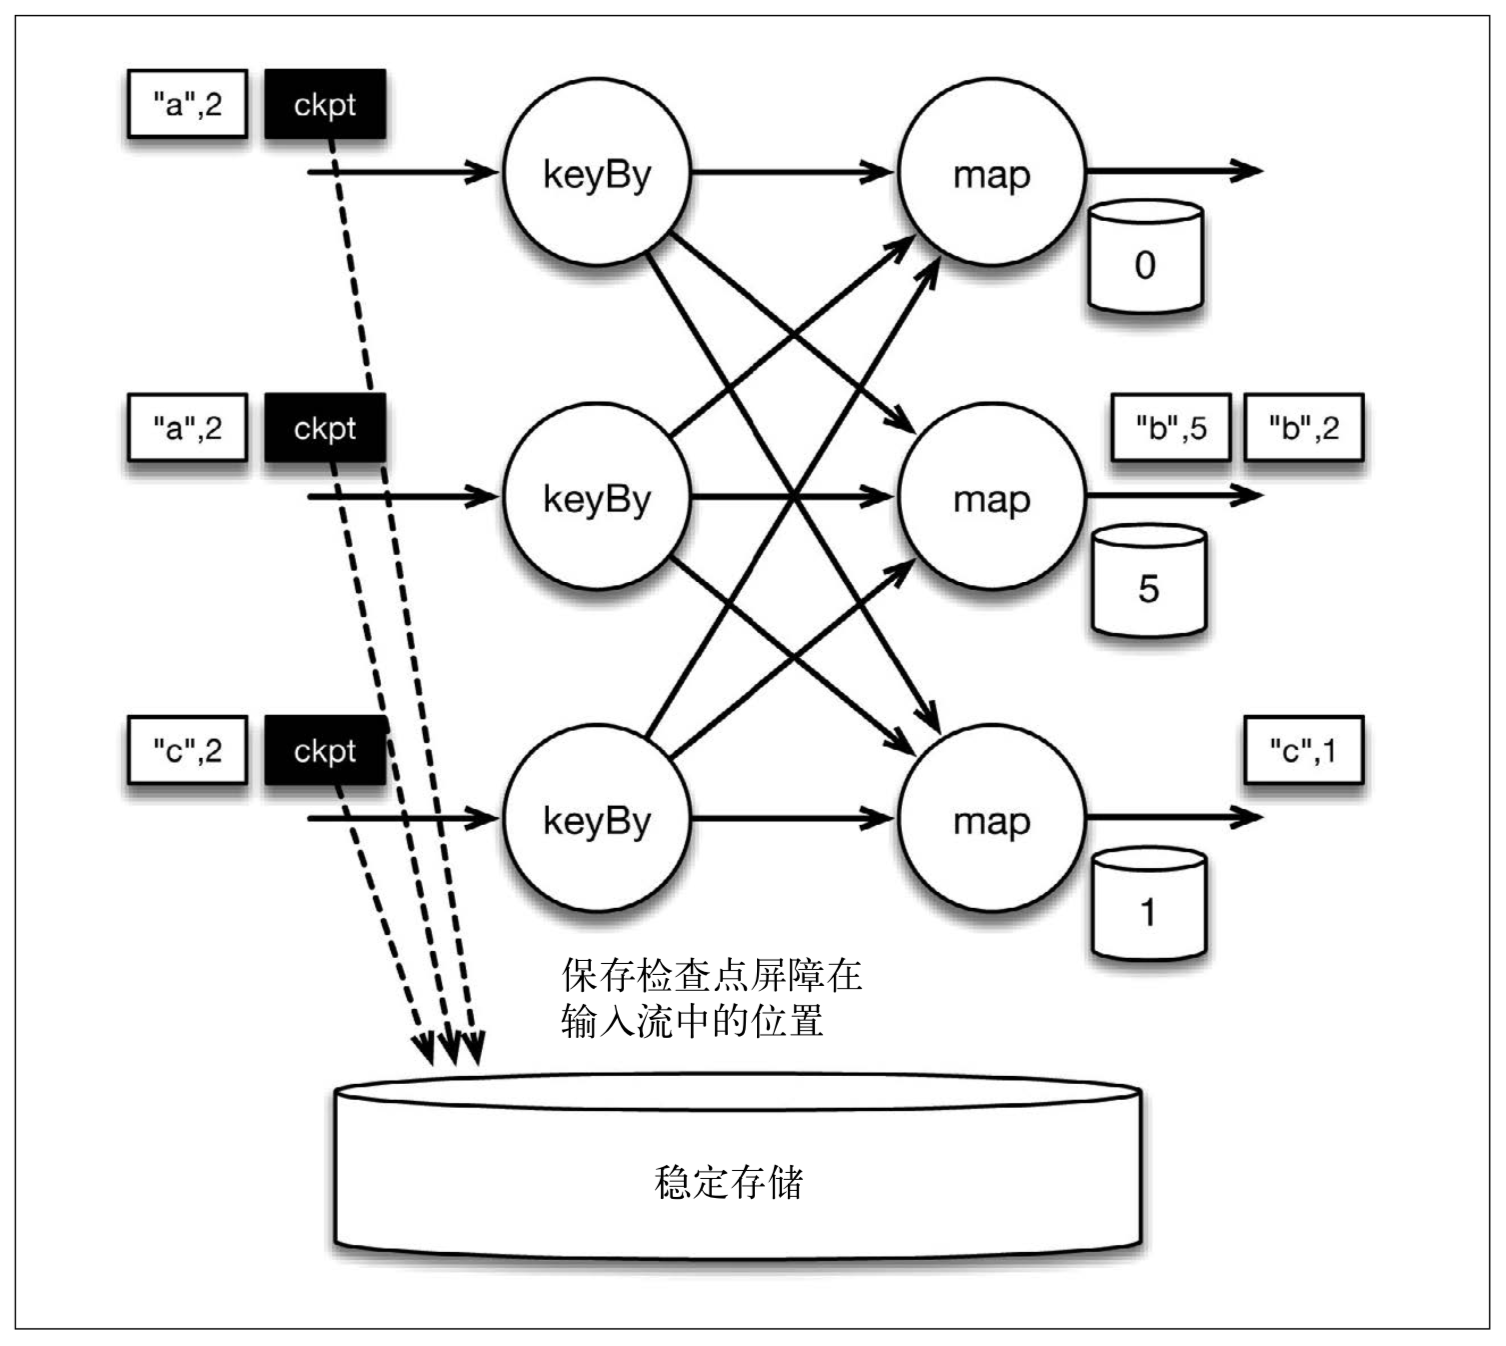 "a",2 ckpt
keyBy map
0
"a",2 ckpt
"b",5 "b",2
keyBy map
5
"c",2 ckpt
"c",1
keyBy map
1
保存检查点屏障在
输入流中的位置
稳定存储